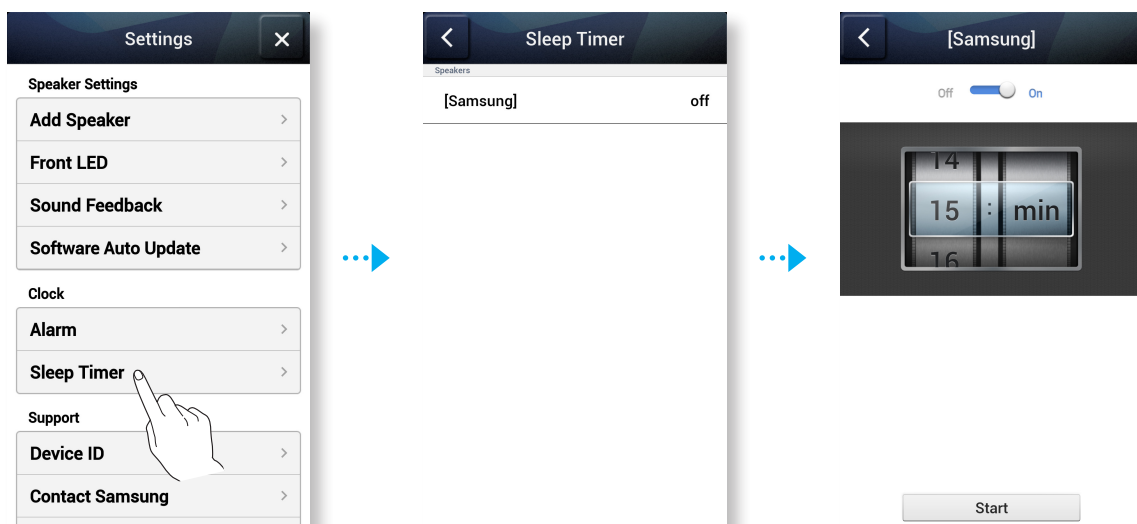 Settings
Speaker Settings
Add Speaker
Front LED
Sound Feedback
Software Auto Update
Clock
Alarm
Sleep Timer
Support
Device ID
Contact Samsung
Sleep Timer
Speakers
[Samsung] off
[Samsung]
Off On
14
15 : min
16
Start